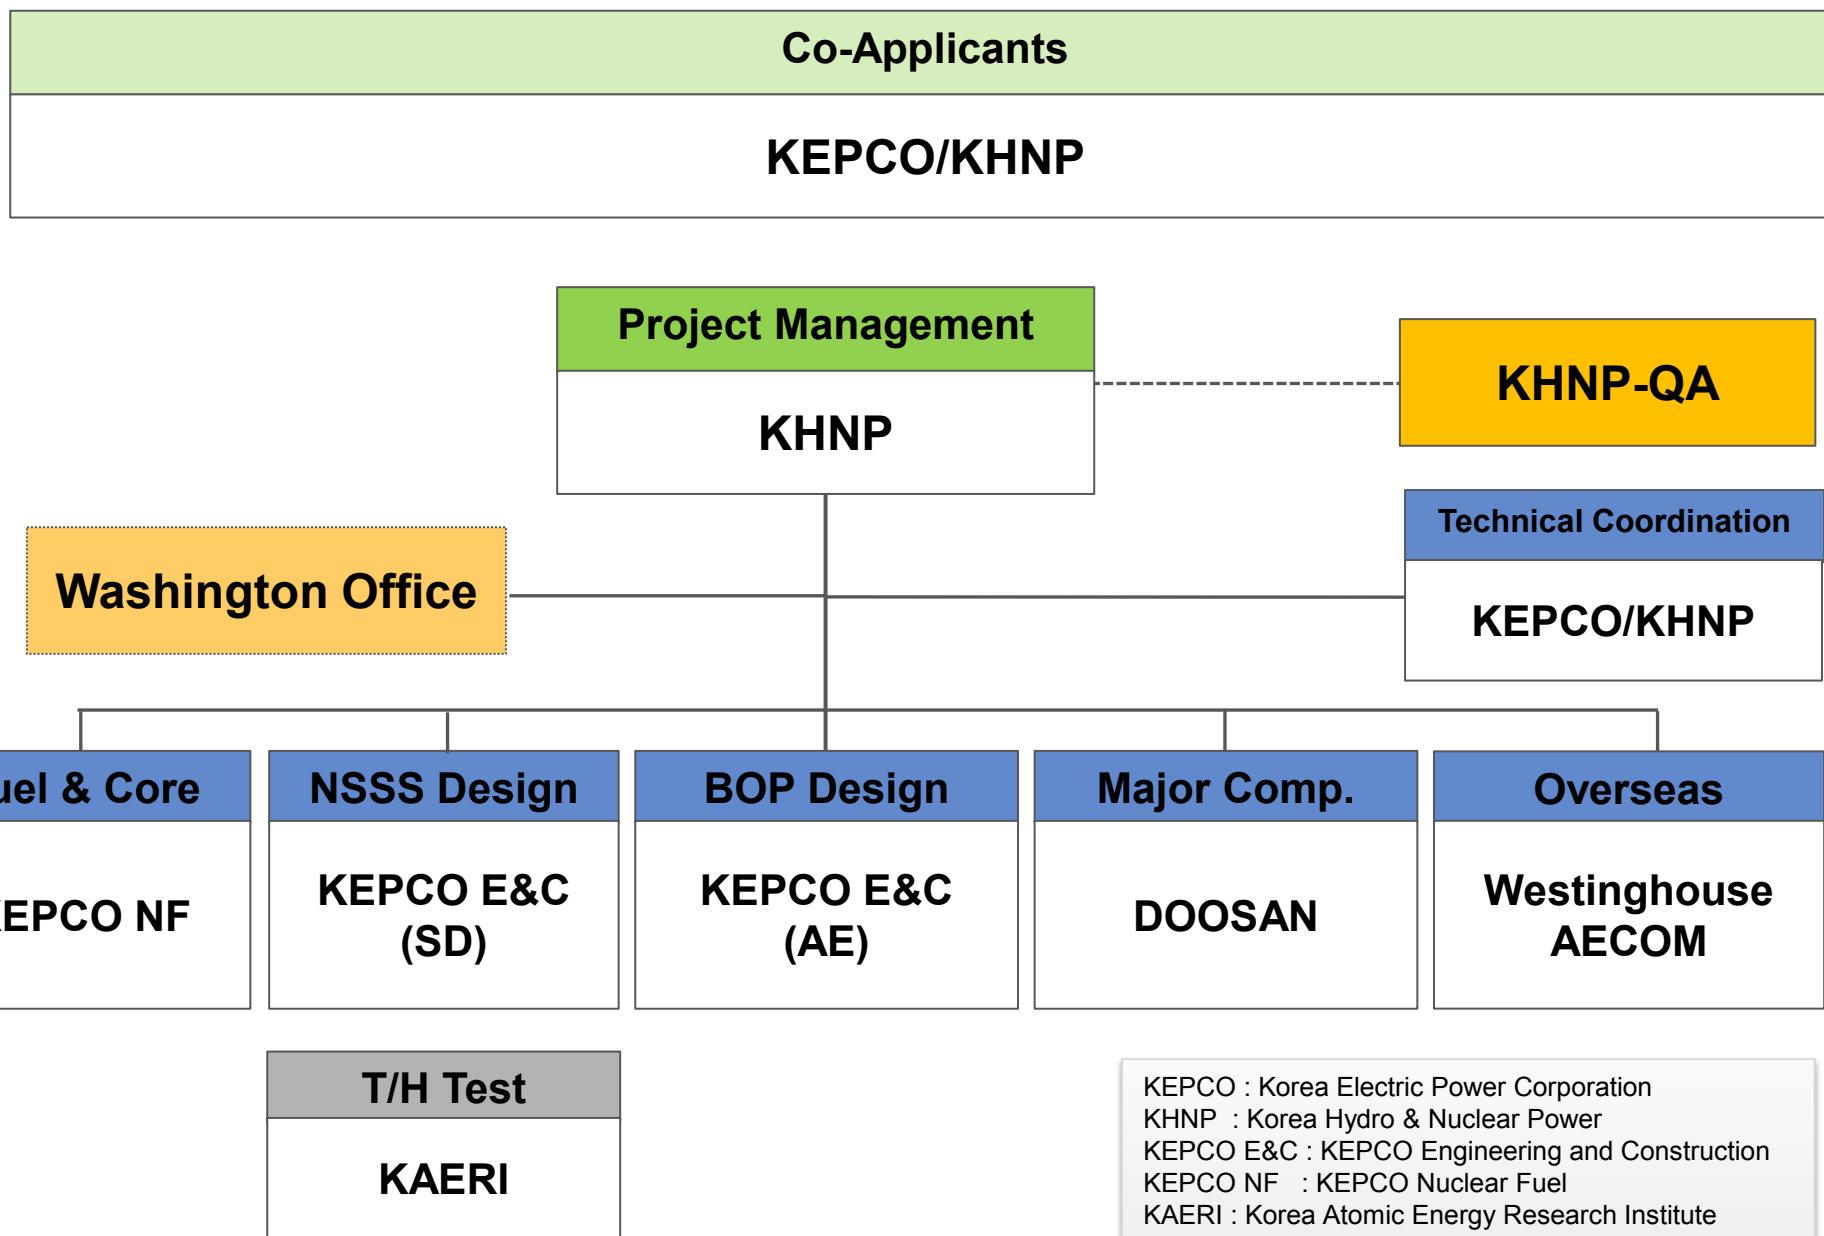 Co-Applicants
KEPCO/KHNP
Project Management
KHNP
KHNP-QA
Technical Coordination
KEPCO/KHNP
Washington Office
uel & Core
NSSS Design
BOP Design
Major Comp.
Overseas
EPCO NF
KEPCO E&C
(SD)
KEPCO E&C
(AE)
DOOSAN
Westinghouse
AECOM
T/H Test
KAERI
KEPCO : Korea Electric Power Corporation
KHNP : Korea Hydro & Nuclear Power
KEPCO E&C : KEPCO Engineering and Construction
KEPCO NF : KEPCO Nuclear Fuel
KAERI : Korea Atomic Energy Research Institute